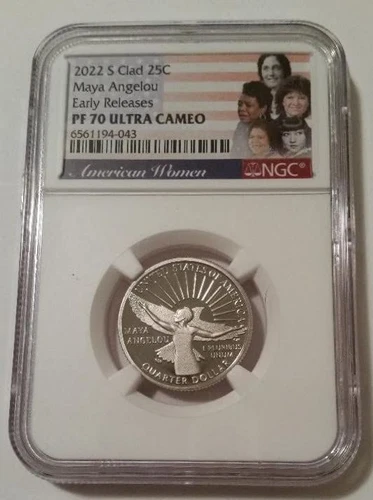 2022 S Clad 25C
Maya Angelou
Early Releases
PF 70 ULTRA CAMEO
6561194-043
American Women
NGC®
UNITED STATES OF AMERICA
MAYA
ANGELOU
E PLURIBUS
UNUM
QUARTER DOLLAR